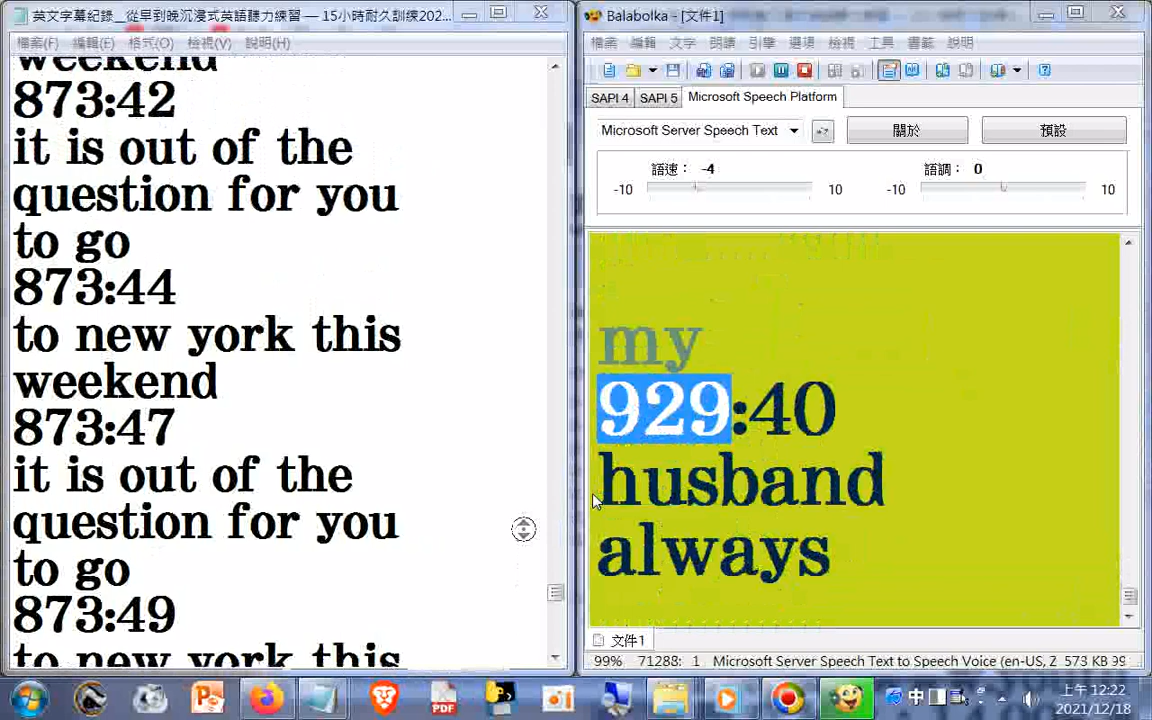 英文字幕紀錄__從早到晚沉浸式英語聽力練習 — 15小時耐久訓練202...
檔案(F) 編輯(E) 格式(O) 檢視(V) 說明(H)
weekend
873:42
it is out of the
question for you
to go
873:44
to new york this
weekend
873:47
it is out of the
question for you
to go
873:49
to new york this
Balabolka - [文件1]
檔案 編輯 文字 朗讀 引擎 選項 檢視 工具 書籤 說明
SAPI 4 SAPI 5 Microsoft Speech Platform
Microsoft Server Speech Text 關於 預設
語速： -4 語調： 0
-10 10 -10 10
my
929:40
husband
always
文件1
99% 71288: 1 Microsoft Server Speech Text to Speech Voice (en-US, 2 573 KB 99
PDF 中 上午 12:22
2021/12/18